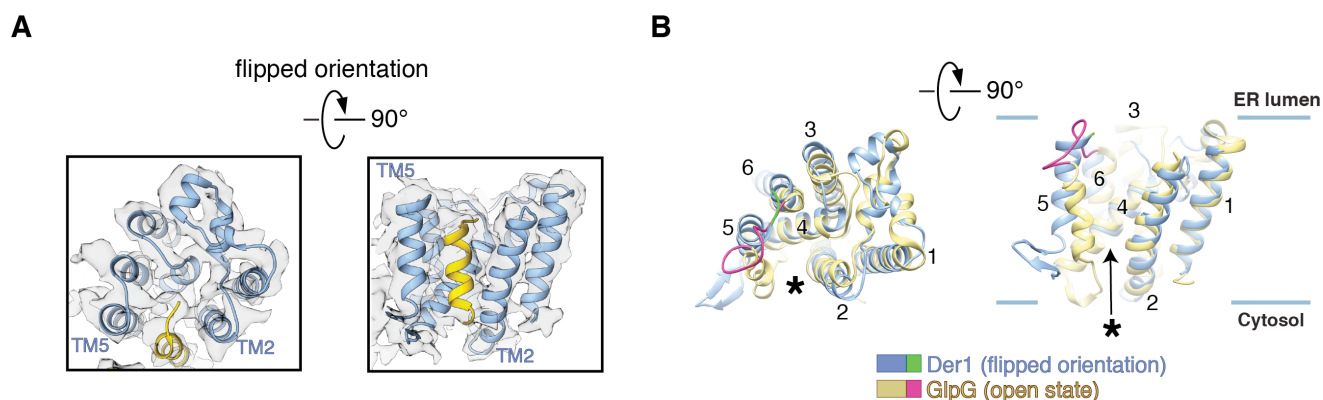 A
B
flipped orientation
90°
TM5
TM2
TM5
TM2
90°
ER lumen
3
6
5
4
1
2
*
3
6
5
4
1
2
*
Cytosol
Der1 (flipped orientation)
GlpG (open state)